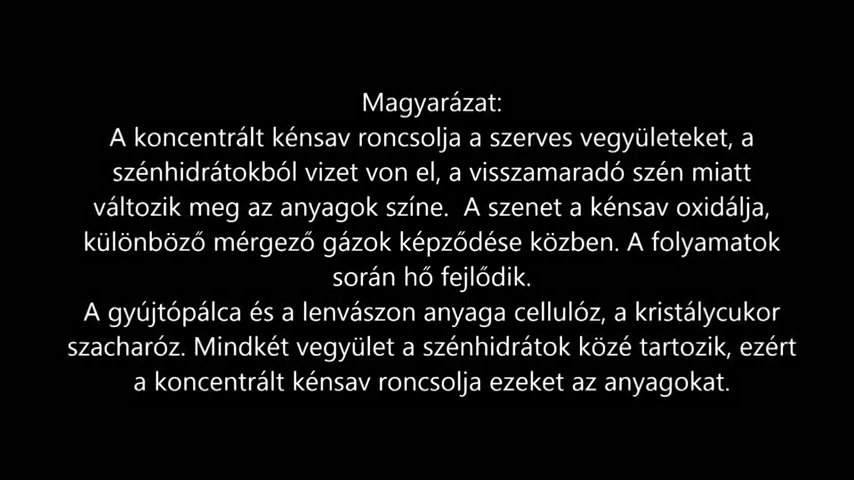 Magyarázat:
A koncentrált kénsav roncsolja a szerves vegyületeket, a
szénhidrátokból vizet von el, a visszamaradó szén miatt
változik meg az anyagok színe.  A szenet a kénsav oxidálja,
különböző mérgező gázok képződése közben. A folyamatok
során hő fejlődik.
A gyújtópálca és a lenvászon anyaga cellulóz, a kristálycukor
szacharóz. Mindkét vegyület a szénhidrátok közé tartozik, ezért
a koncentrált kénsav roncsolja ezeket az anyagokat.